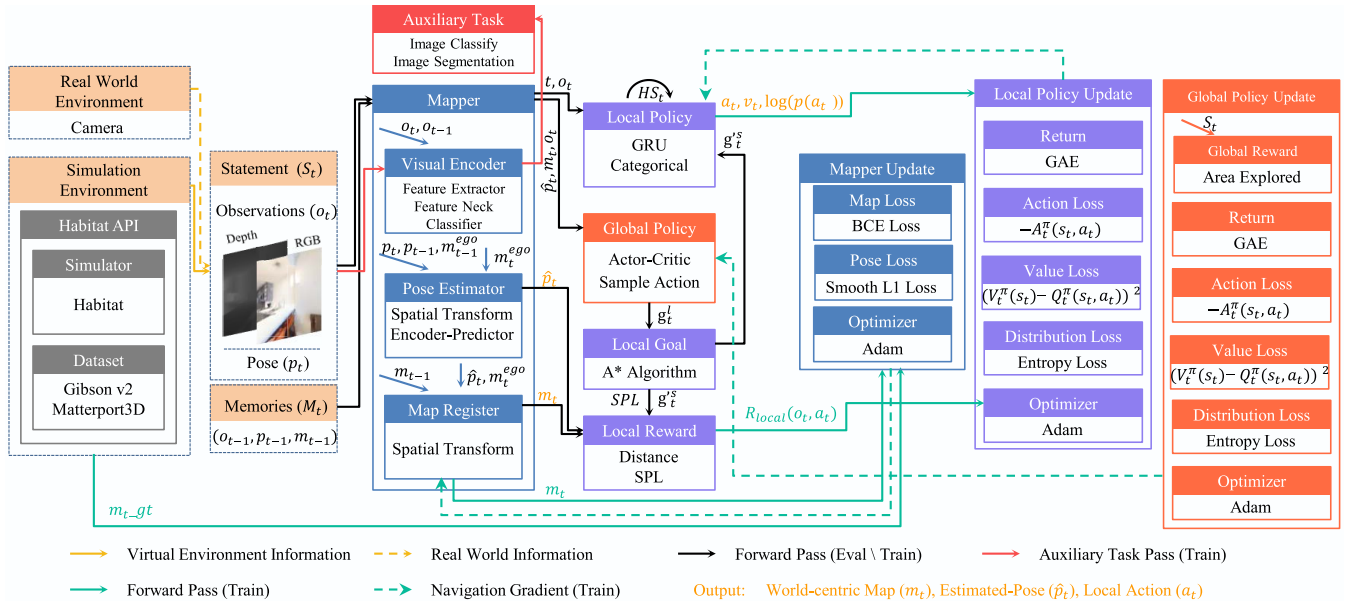 Auxiliary Task
Image Classify
Image Segmentation
Real World
Environment
Camera
Simulation
Environment
Habitat API
Simulator
Habitat
Dataset
Gibson v2
Matterport3D
Statement (S_t)
Observations (o_t)
Depth
RGB
Pose (p_t)
Memories (M_t)
(o_{t-1}, p_{t-1}, m_{t-1})
Mapper
o_t, o_{t-1}
Visual Encoder
Feature Extractor
Feature Neck
Classifier
p_t, p_{t-1}, m_{t-1}^{ego}
m_t^{ego}
Pose Estimator
Spatial Transform
Encoder-Predictor
m_{t-1}
p̂_t, m_t^{ego}
Map Register
Spatial Transform
t, o_t
p̂_t, m_t, o_t
p̂_t
m_t
HS_t
Local Policy
GRU
Categorical
g'^s_t
Global Policy
Actor-Critic
Sample Action
g_t^l
Local Goal
A* Algorithm
SPL
g'^s_t
Local Reward
Distance
SPL
a_t, v_t, log(p(a_t ))
R_{local}(o_t, a_t)
m_t
m_{t_}gt
Mapper Update
Map Loss
BCE Loss
Pose Loss
Smooth L1 Loss
Optimizer
Adam
Local Policy Update
Return
GAE
Action Loss
−A_t^π(s_t, a_t)
Value Loss
(V_t^π(s_t)− Q_t^π(s_t, a_t)) ²
Distribution Loss
Entropy Loss
Optimizer
Adam
Global Policy Update
S_t
Global Reward
Area Explored
Return
GAE
Action Loss
−A_t^π(s_t, a_t)
Value Loss
(V_t^π(s_t)− Q_t^π(s_t, a_t)) ²
Distribution Loss
Entropy Loss
Optimizer
Adam
Virtual Environment Information
Real World Information
Forward Pass (Eval \ Train)
Auxiliary Task Pass (Train)
Forward Pass (Train)
Navigation Gradient (Train)
Output: World-centric Map (m_t), Estimated-Pose (p̂_t), Local Action (a_t)